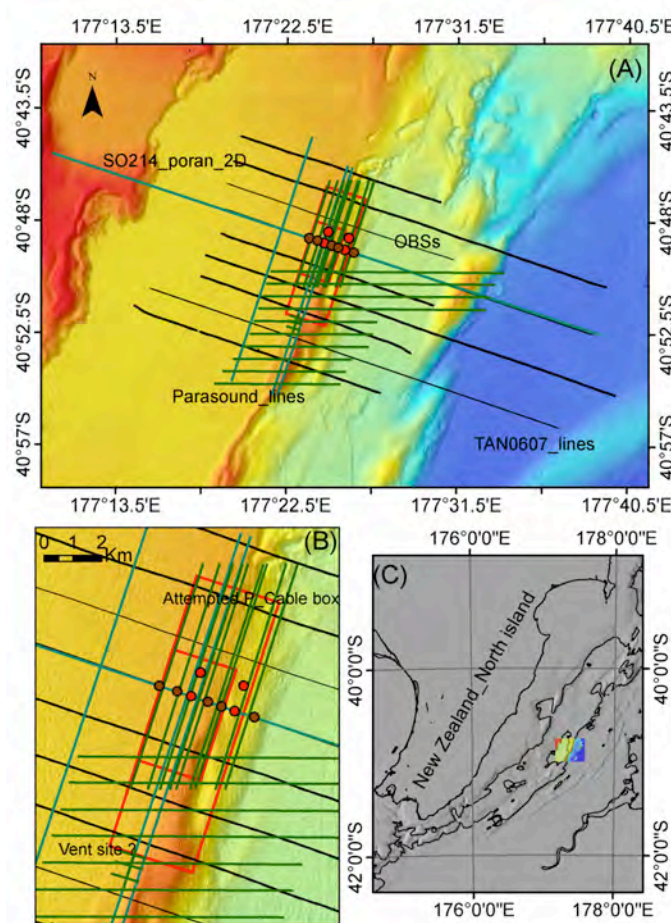 177°13.5'E 177°22.5'E 177°31.5'E 177°40.5'E
(A)
N
40°43.5'S
40°43.5'S
SO214_poran_2D
40°48'S
40°48'S
OBSs
40°52.5'S
40°52.5'S
Parasound_lines
TAN0607_lines
40°57'S
40°57'S
177°13.5'E 177°22.5'E 177°31.5'E 177°40.5'E
(B)
0 1 2
Km
Attempted P_Cable box
Vent site 2
176°0'0"E 178°0'0"E
(C)
New Zealand_North island
40°0'0"S
40°0'0"S
42°0'0"S
42°0'0"S
176°0'0"E 178°0'0"E